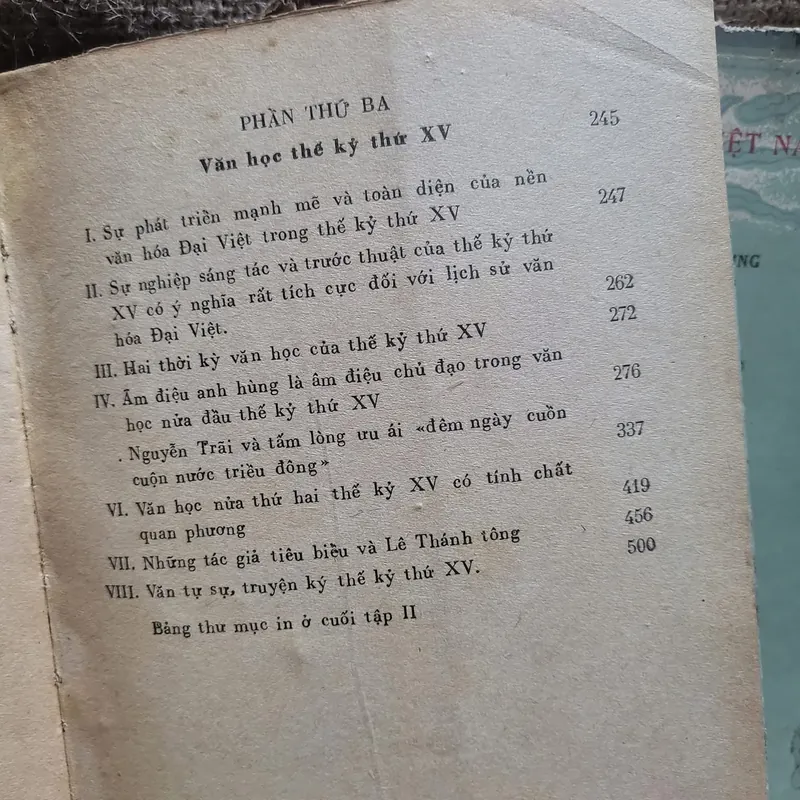 PHẦN THỨ BA
Văn học thế kỷ thứ XV 245
I. Sự phát triển mạnh mẽ và toàn diện của nền
văn hóa Đại Việt trong thế kỷ thứ XV 247
II. Sự nghiệp sáng tác và trước thuật của thế kỷ thứ
XV có ý nghĩa rất tích cực đối với lịch sử văn
hóa Đại Việt. 262
III. Hai thời kỳ văn học của thế kỷ thứ XV 272
IV. Âm điệu anh hùng là âm điệu chủ đạo trong văn
học nửa đầu thế kỷ thứ XV 276
. Nguyễn Trãi và tấm lòng ưu ái «đêm ngày cuồn
cuộn nước triều đông» 337
VI. Văn học nửa thứ hai thế kỷ XV có tính chất
quan phương 419
VII. Những tác giả tiêu biểu và Lê Thánh tông 456
VIII. Văn tự sự, truyện ký thế kỷ thứ XV. 500
Bảng thư mục in ở cuối tập II
ỆT NA
UNG